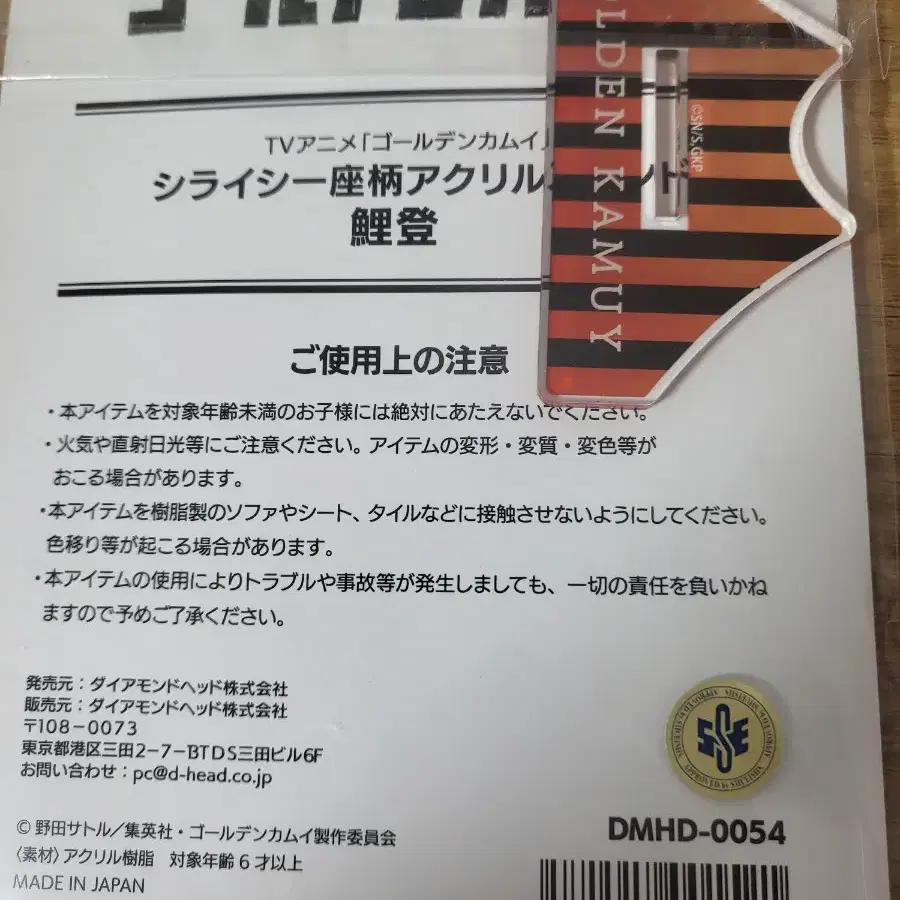 TVアニメ「ゴールデンカムイ」
シライシー座柄アクリル
鯉登
LDEN KAMUY
©SN/S,GKP
ご使用上の注意
・本アイテムを対象年齢未満のお子様には絶対にあたえないでください。
・火気や直射日光等にご注意ください。アイテムの変形・変質・変色等が
おこる場合があります。
・本アイテムを樹脂製のソファやシート、タイルなどに接触させないようにしてください。
色移り等が起こる場合があります。
・本アイテムの使用によりトラブルや事故等が発生しましても、一切の責任を負いかね
ますので予めご了承ください。
発売元：ダイアモンドヘッド株式会社
販売元：ダイアモンドヘッド株式会社
〒108-0073
東京都港区三田2-7-BTDS三田ビル6F
お問い合わせ：pc@d-head.co.jp
© 野田サトル／集英社・ゴールデンカムイ製作委員会
〈素材〉アクリル樹脂 対象年齢6才以上
MADE IN JAPAN
DMHD-0054